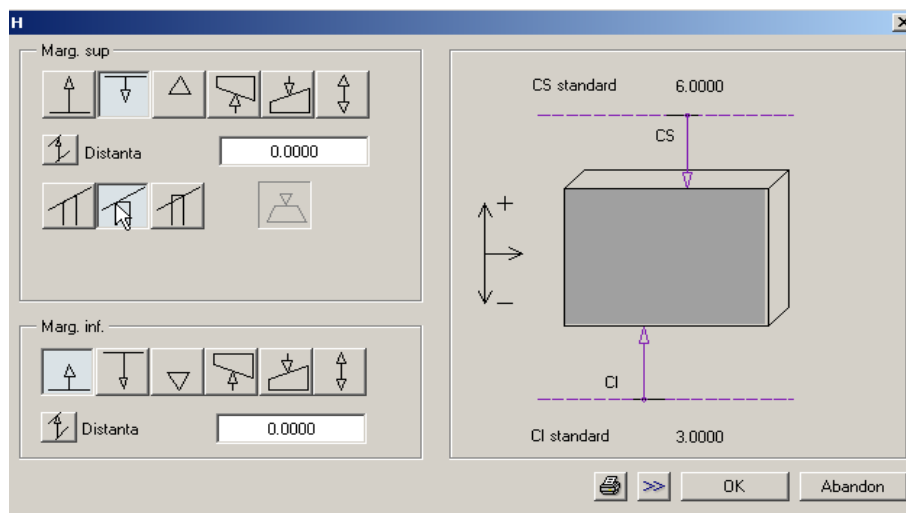 H
Marg. sup
Distanta 0.0000
CS standard 6.0000
CS
+
–
CI
CI standard 3.0000
Marg. inf.
Distanta 0.0000
>> OK Abandon